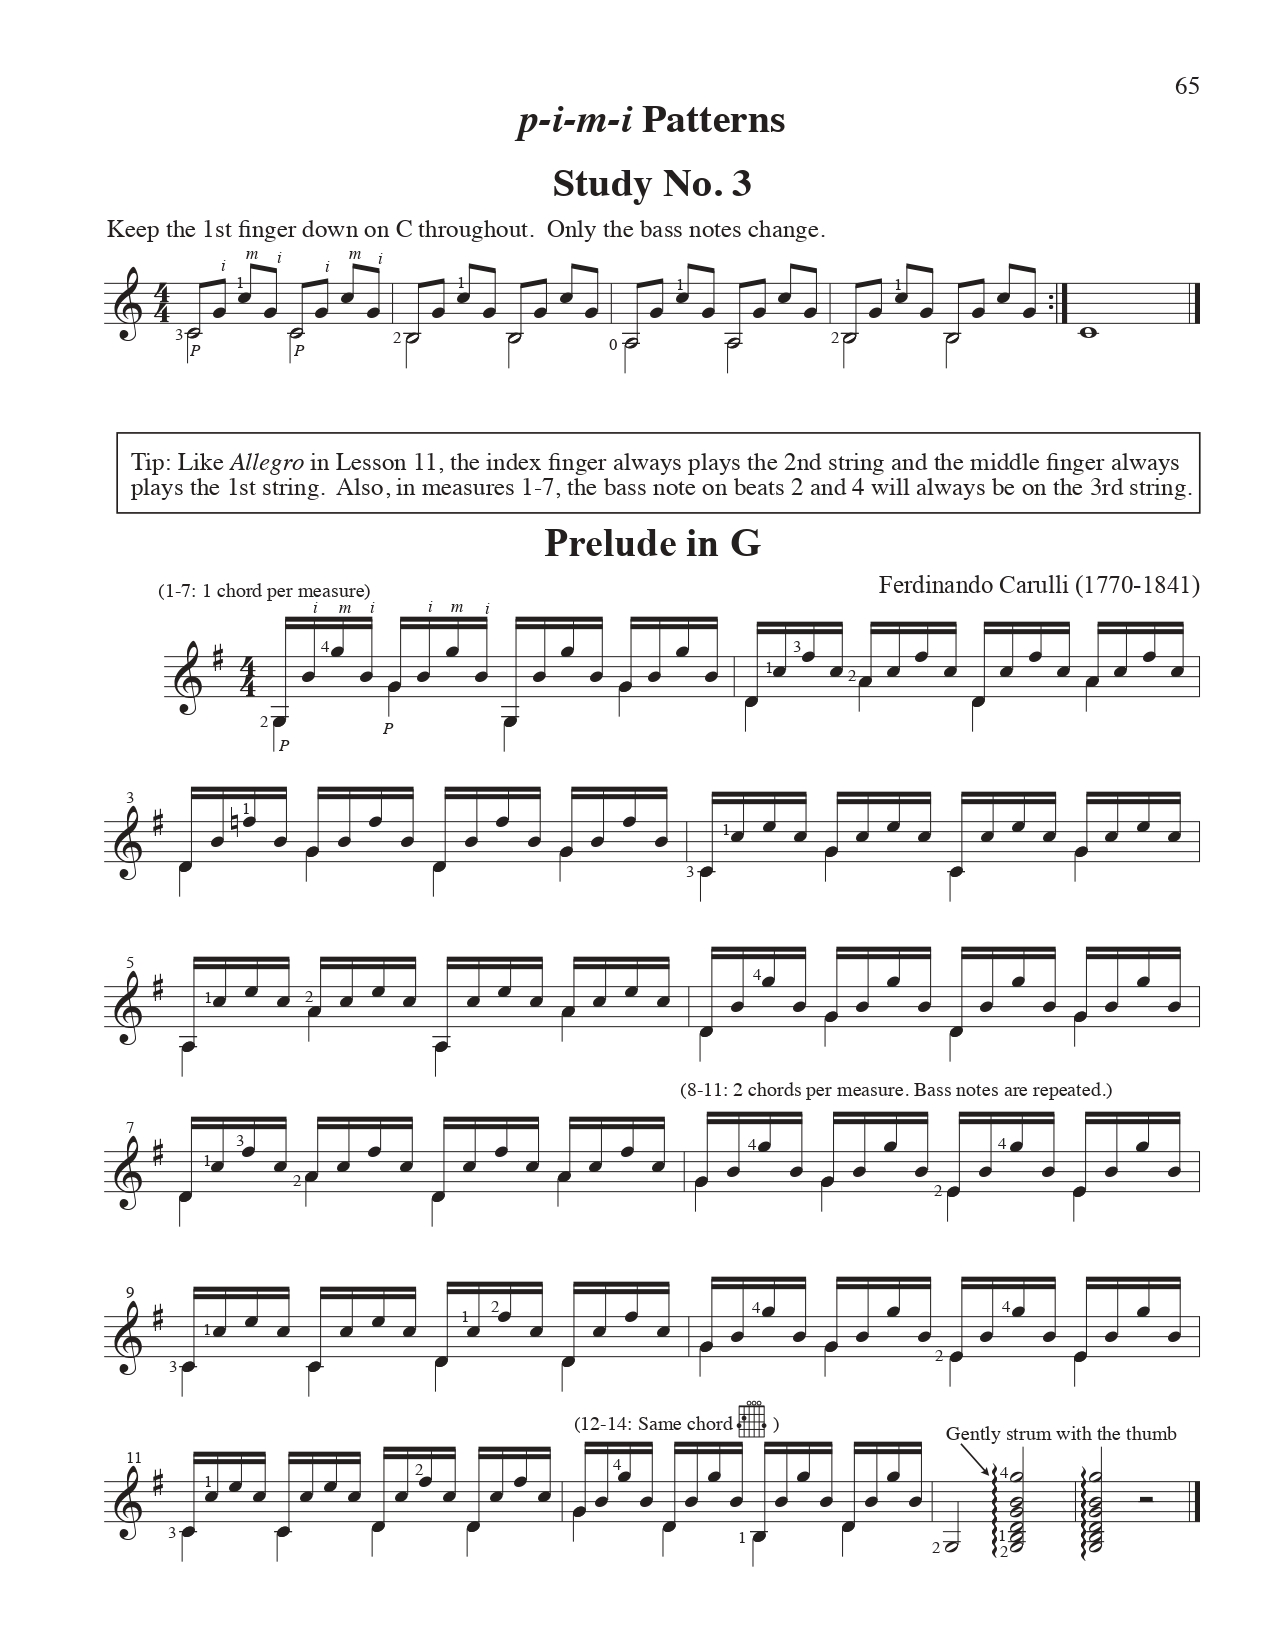 65
p-i-m-i Patterns
Study No. 3
Keep the 1st finger down on C throughout.  Only the bass notes change.
i m i i m i
1 1 1 1
4 4
3 2 0 2
P P
Tip: Like Allegro in Lesson 11, the index finger always plays the 2nd string and the middle finger always
plays the 1st string.  Also, in measures 1-7, the bass note on beats 2 and 4 will always be on the 3rd string.
Prelude in G
Ferdinando Carulli (1770-1841)
(1-7: 1 chord per measure)
i m i i m i
4 3
4 4 1 2
2
P P
3 1 1
3
5 1 2 4
(8-11: 2 chords per measure. Bass notes are repeated.)
7 1 3 2 4 2 4
9 1 1 2 4 4
3 2
(12-14: Same chord )
Gently strum with the thumb
11 1 2 4 4
3 1 2 1 2